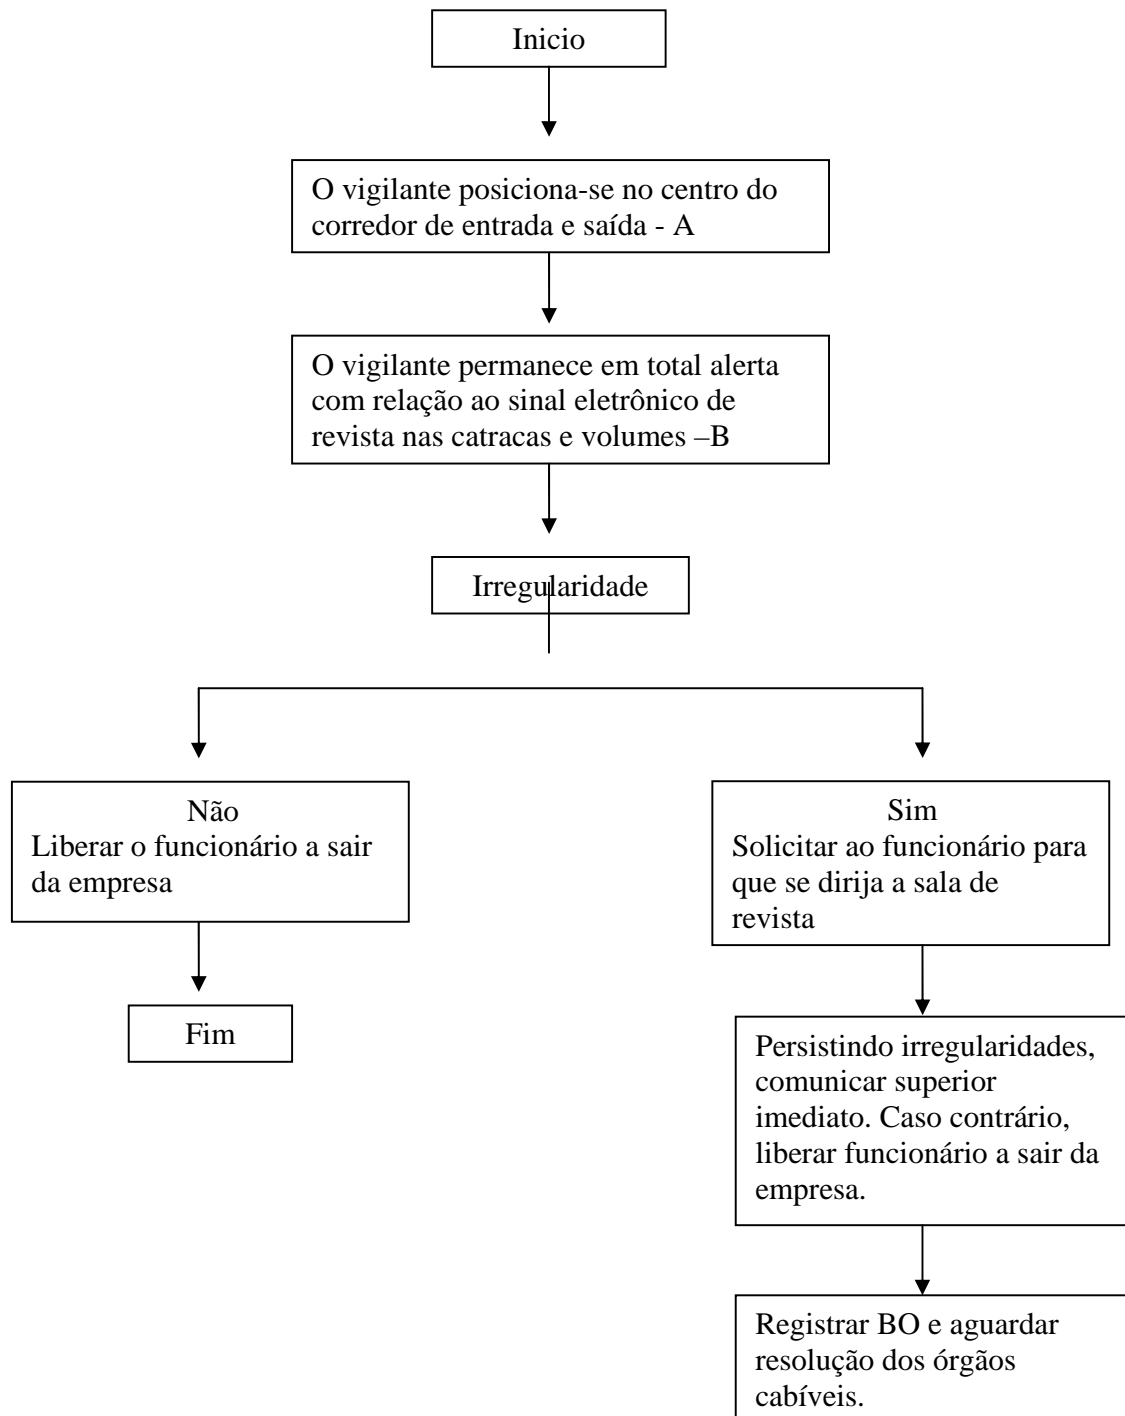 Inicio
O vigilante posiciona-se no centro do
corredor de entrada e saída - A
O vigilante permanece em total alerta
com relação ao sinal eletrônico de
revista nas catracas e volumes –B
Irregularidade
Não
Liberar o funcionário a sair
da empresa
Fim
Sim
Solicitar ao funcionário para
que se dirija a sala de
revista
Persistindo irregularidades,
comunicar superior
imediato. Caso contrário,
liberar funcionário a sair da
empresa.
Registrar BO e aguardar
resolução dos órgãos
cabíveis.